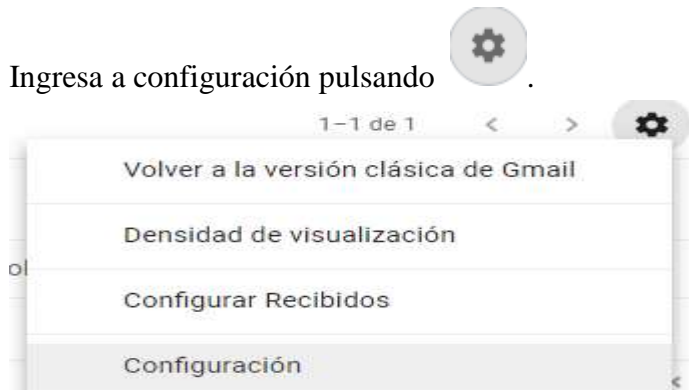 Ingresa a configuración pulsando .
1–1 de 1 < >
Volver a la versión clásica de Gmail
Densidad de visualización
ol
Configurar Recibidos
Configuración